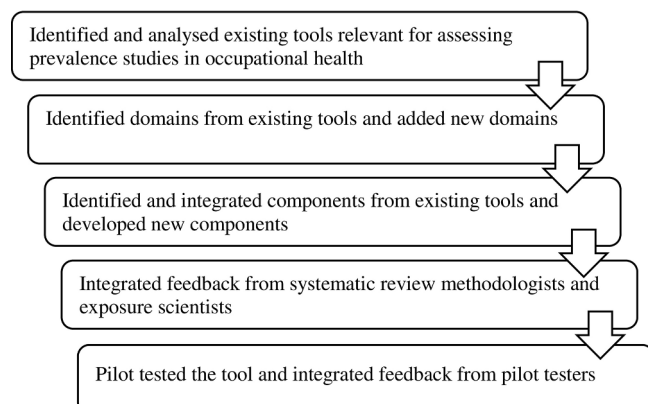 Identified and analysed existing tools relevant for assessing
prevalence studies in occupational health
Identified domains from existing tools and added new domains
Identified and integrated components from existing tools and
developed new components
Integrated feedback from systematic review methodologists and
exposure scientists
Pilot tested the tool and integrated feedback from pilot testers